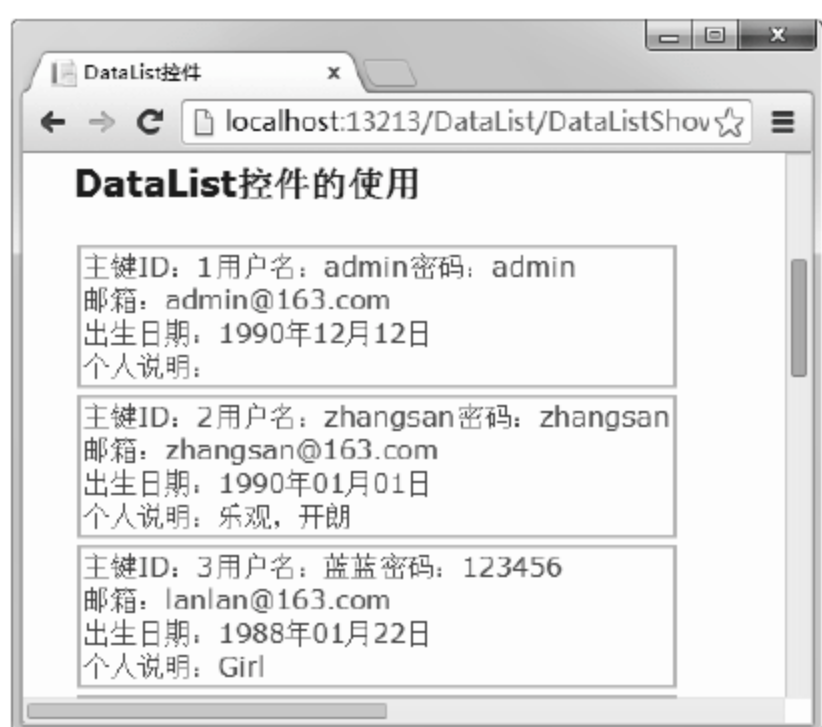 DataList控件
localhost:13213/DataList/DataListShov
DataList控件的使用
主键ID：1用户名：admin密码：admin
邮箱：admin@163.com
出生日期：1990年12月12日
个人说明：
主键ID：2用户名：zhangsan密码：zhangsan
邮箱：zhangsan@163.com
出生日期：1990年01月01日
个人说明：乐观，开朗
主键ID：3用户名：蓝蓝密码：123456
邮箱：lanlan@163.com
出生日期：1988年01月22日
个人说明：Girl